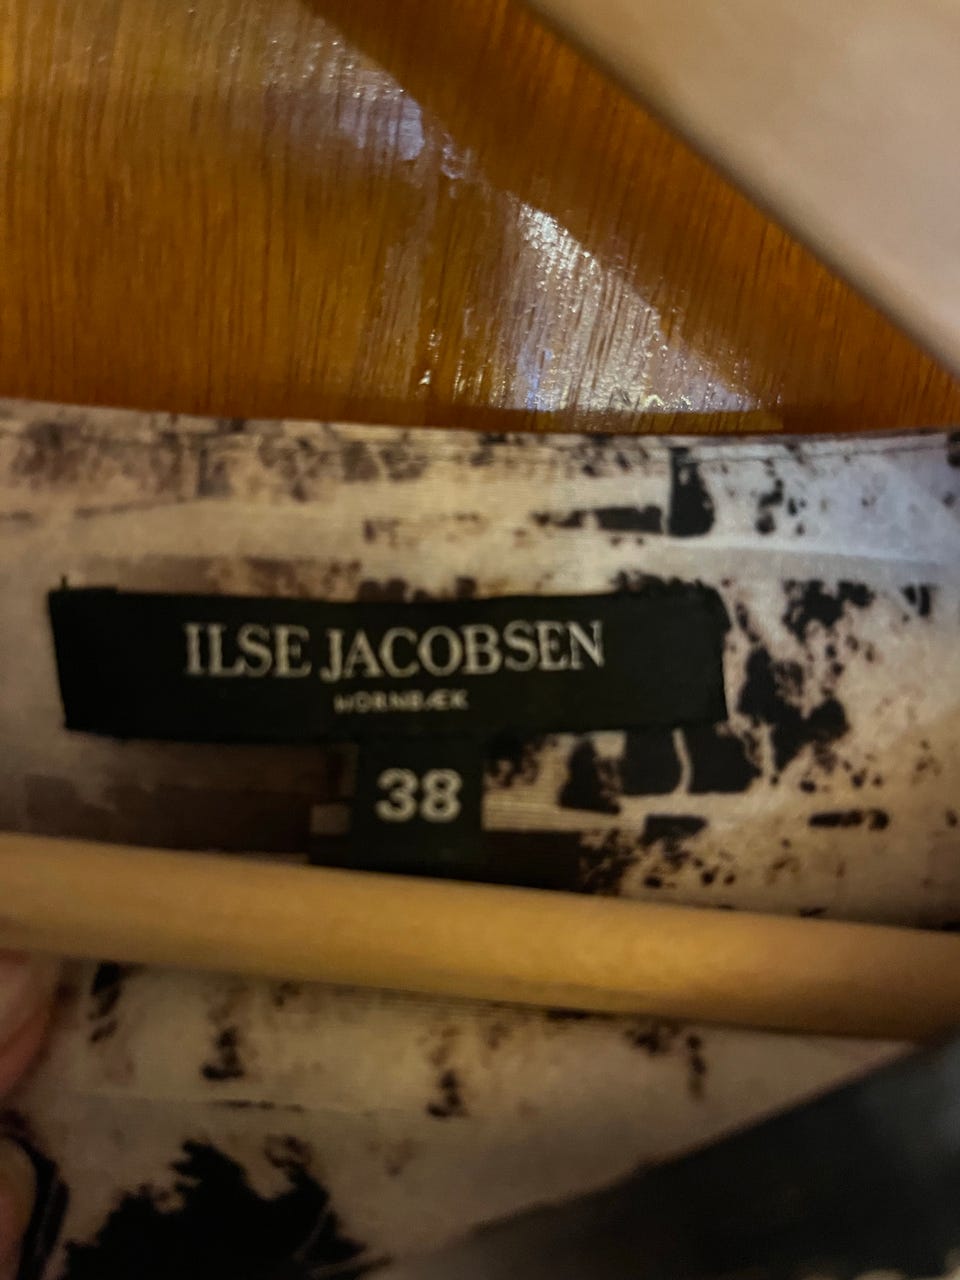 ILSE JACOBSEN
HORNBÆK
38